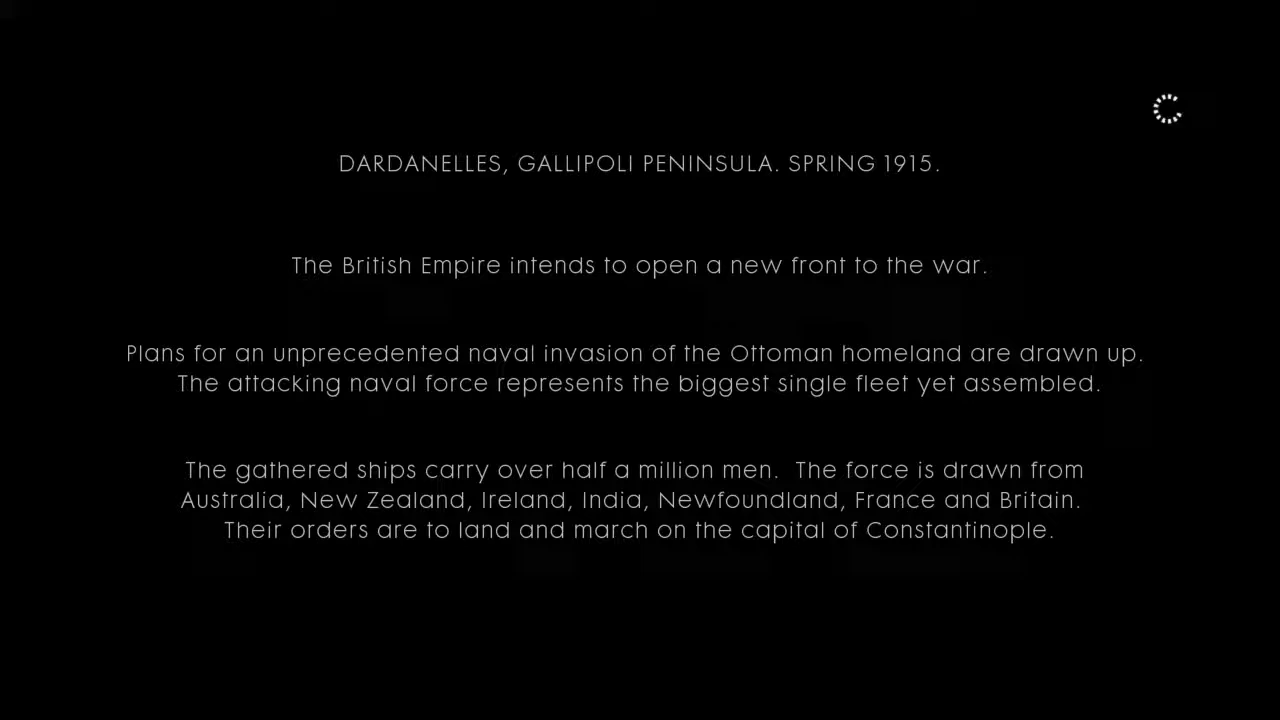 DARDANELLES, GALLIPOLI PENINSULA. SPRING 1915.
The British Empire intends to open a new front to the war.
Plans for an unprecedented naval invasion of the Ottoman homeland are drawn up.
The attacking naval force represents the biggest single fleet yet assembled.
The gathered ships carry over half a million men.  The force is drawn from
Australia, New Zealand, Ireland, India, Newfoundland, France and Britain.
Their orders are to land and march on the capital of Constantinople.